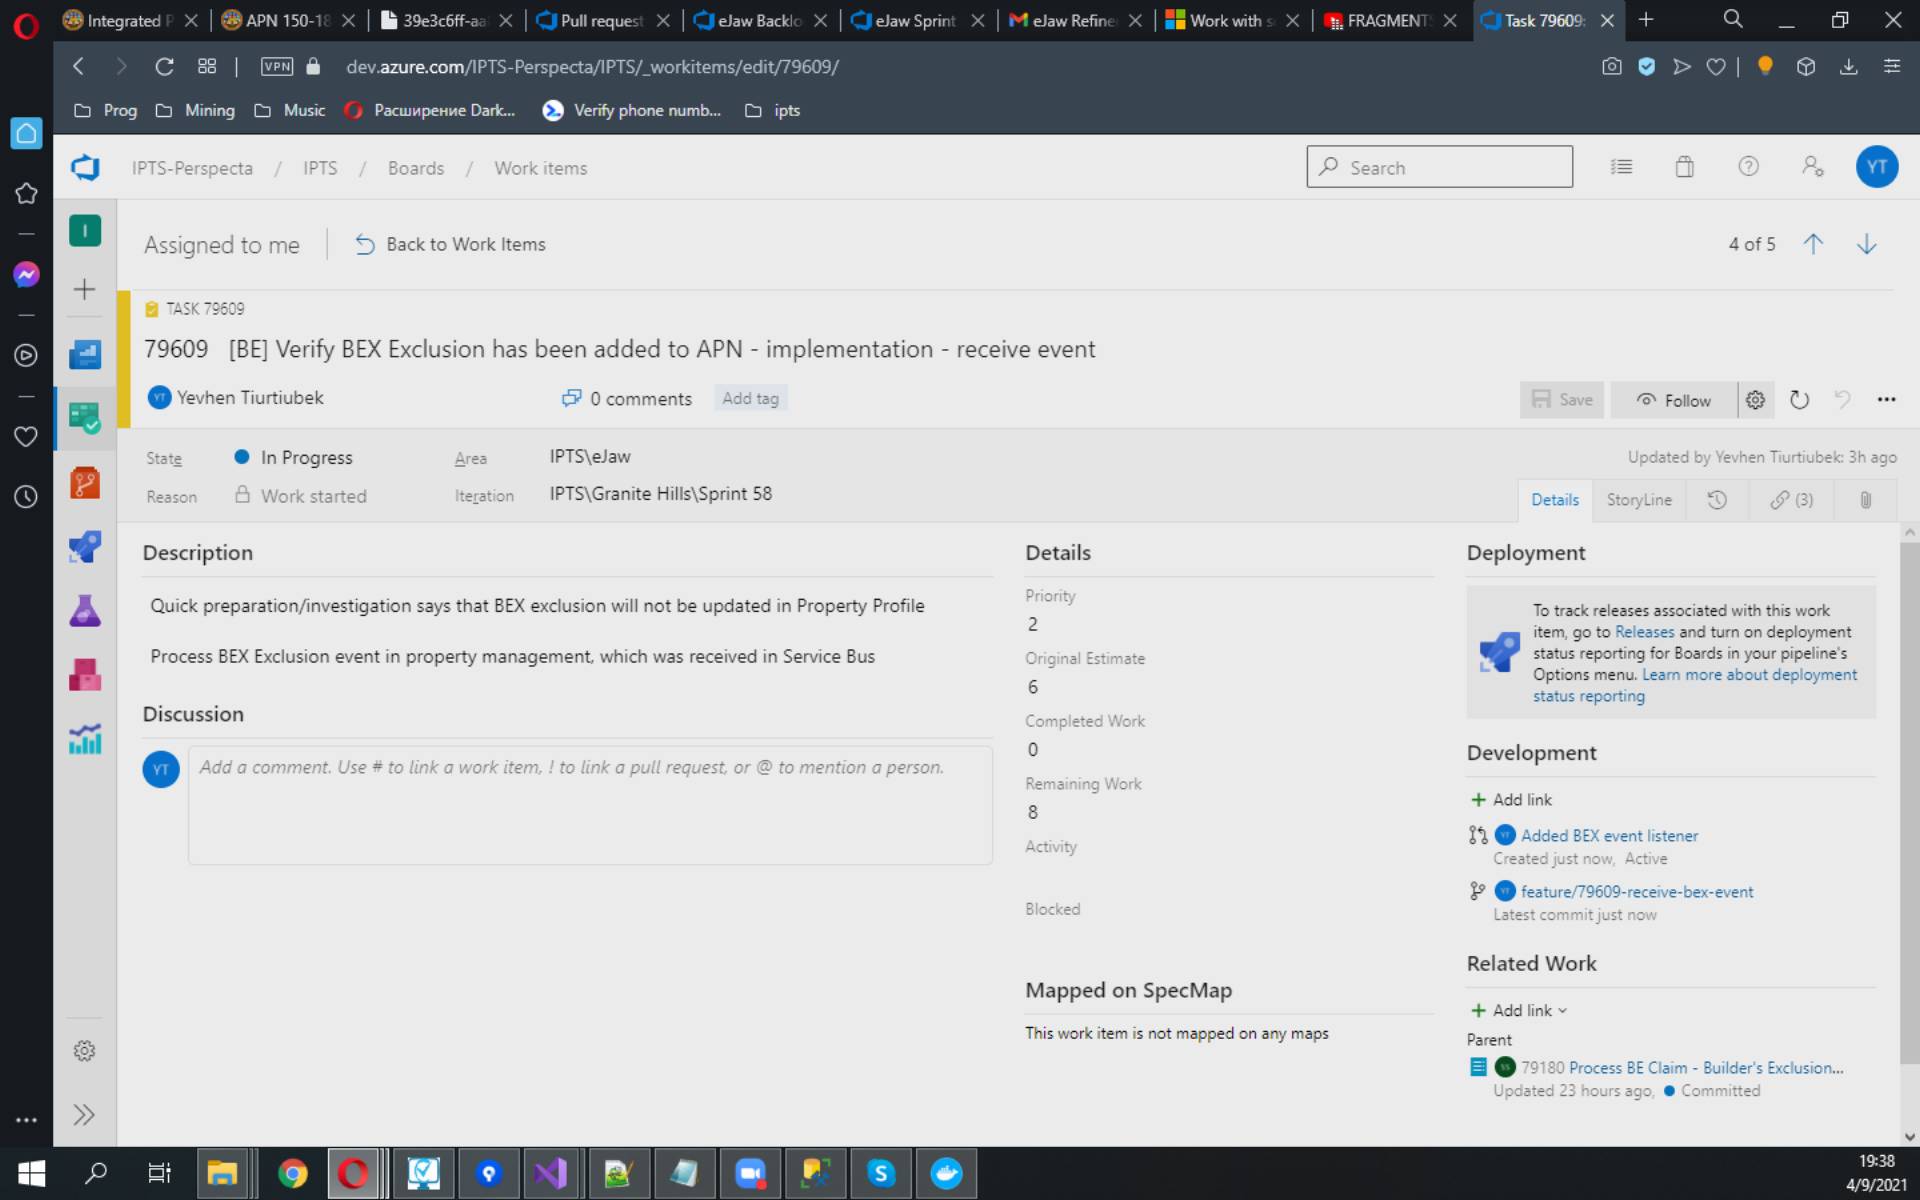 Integrated P
APN 150-18
39e3c6ff-aa
Pull request
eJaw Backlo
eJaw Sprint
eJaw Refine
Work with s
FRAGMENTS
Task 79609:
VPN
dev.azure.com/IPTS-Perspecta/IPTS/_workitems/edit/79609/
Prog
Mining
Music
Расширение Dark...
Verify phone numb...
ipts
IPTS-Perspecta / IPTS / Boards / Work items
Search
YT
I
Assigned to me
Back to Work Items
4 of 5
TASK 79609
79609 [BE] Verify BEX Exclusion has been added to APN - implementation - receive event
YT Yevhen Tiurtiubek
0 comments
Add tag
Save
Follow
State
In Progress
Area
IPTS\eJaw
Updated by Yevhen Tiurtiubek: 3h ago
Reason
Work started
Iteration
IPTS\Granite Hills\Sprint 58
Details
StoryLine
(3)
Description
Quick preparation/investigation says that BEX exclusion will not be updated in Property Profile
Process BEX Exclusion event in property management, which was received in Service Bus
Discussion
YT
Add a comment. Use # to link a work item, ! to link a pull request, or @ to mention a person.
Details
Priority
2
Original Estimate
6
Completed Work
0
Remaining Work
8
Activity
Blocked
Mapped on SpecMap
This work item is not mapped on any maps
Deployment
To track releases associated with this work
item, go to Releases and turn on deployment
status reporting for Boards in your pipeline's
Options menu. Learn more about deployment
status reporting
Development
+ Add link
YT Added BEX event listener
Created just now, Active
YT feature/79609-receive-bex-event
Latest commit just now
Related Work
+ Add link
Parent
SS 79180 Process BE Claim - Builder's Exclusion...
Updated 23 hours ago, Committed
19:38
4/9/2021